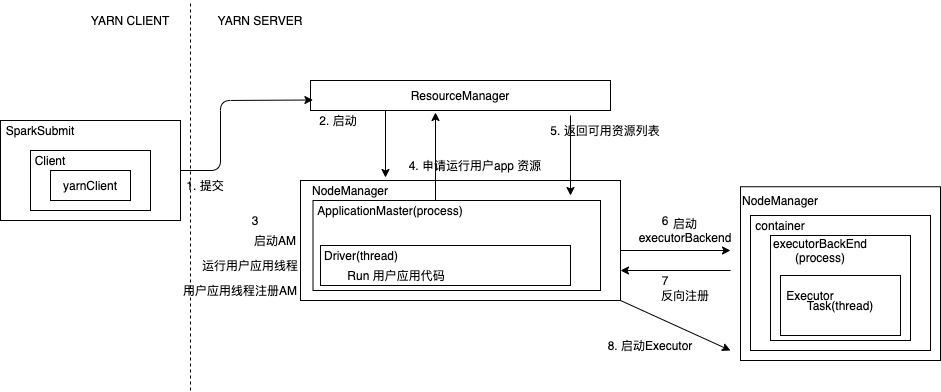 YARN CLIENT
YARN SERVER
ResourceManager
2. 启动
5. 返回可用资源列表
SparkSubmit
Client
yarnClient
1. 提交
4. 申请运行用户app 资源
NodeManager
ApplicationMaster(process)
3
启动AM
运行用户应用线程
用户应用线程注册AM
Driver(thread)
Run 用户应用代码
6 启动
executorBackend
7
反向注册
8. 启动Executor
NodeManager
container
executorBackEnd
(process)
Executor
Task(thread)